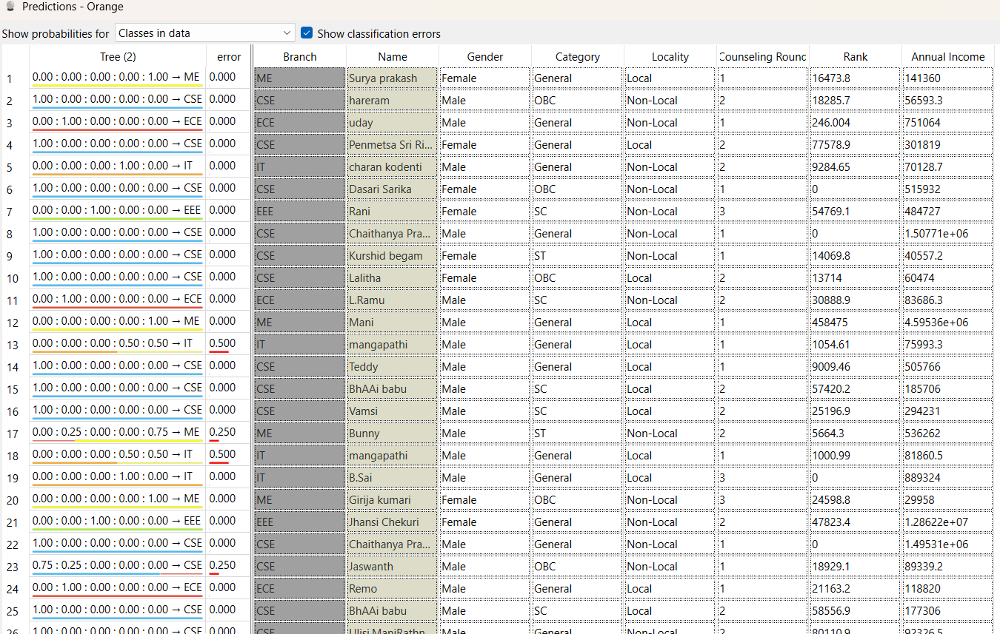 Predictions - Orange
Show probabilities for Classes in data Show classification errors
Tree (2) error Branch Name Gender Category Locality Counseling Round Rank Annual Income
1 0.00 : 0.00 : 0.00 : 0.00 : 1.00 → ME 0.000 ME Surya prakash Female General Local 1 16473.8 141360
2 1.00 : 0.00 : 0.00 : 0.00 : 0.00 → CSE 0.000 CSE hareram Male OBC Non-Local 2 18285.7 56593.3
3 0.00 : 1.00 : 0.00 : 0.00 : 0.00 → ECE 0.000 ECE uday Male General Non-Local 1 246.004 751064
4 1.00 : 0.00 : 0.00 : 0.00 : 0.00 → CSE 0.000 CSE Penmetsa Sri Ri... Female General Local 2 77578.9 301819
5 0.00 : 0.00 : 0.00 : 1.00 : 0.00 → IT 0.000 IT charan kodenti Male General Non-Local 2 9284.65 70128.7
6 1.00 : 0.00 : 0.00 : 0.00 : 0.00 → CSE 0.000 CSE Dasari Sarika Female OBC Non-Local 1 0 515932
7 0.00 : 0.00 : 1.00 : 0.00 : 0.00 → EEE 0.000 EEE Rani Female SC Non-Local 3 54769.1 484727
8 1.00 : 0.00 : 0.00 : 0.00 : 0.00 → CSE 0.000 CSE Chaithanya Pra... Male General Non-Local 1 0 1.50771e+06
9 1.00 : 0.00 : 0.00 : 0.00 : 0.00 → CSE 0.000 CSE Kurshid begam Female ST Non-Local 1 14069.8 40557.2
10 1.00 : 0.00 : 0.00 : 0.00 : 0.00 → CSE 0.000 CSE Lalitha Female OBC Local 2 13714 60474
11 0.00 : 1.00 : 0.00 : 0.00 : 0.00 → ECE 0.000 ECE L.Ramu Male SC Non-Local 2 30888.9 83686.3
12 0.00 : 0.00 : 0.00 : 0.00 : 1.00 → ME 0.000 ME Mani Male General Local 1 458475 4.59536e+06
13 0.00 : 0.00 : 0.00 : 0.50 : 0.50 → IT 0.500 IT mangapathi Male General Local 1 1054.61 75993.3
14 1.00 : 0.00 : 0.00 : 0.00 : 0.00 → CSE 0.000 CSE Teddy Male General Local 1 9009.46 505766
15 1.00 : 0.00 : 0.00 : 0.00 : 0.00 → CSE 0.000 CSE BhAAi babu Male SC Local 2 57420.2 185706
16 1.00 : 0.00 : 0.00 : 0.00 : 0.00 → CSE 0.000 CSE Vamsi Male SC Local 2 25196.9 294231
17 0.00 : 0.25 : 0.00 : 0.00 : 0.75 → ME 0.250 ME Bunny Male ST Non-Local 2 5664.3 536262
18 0.00 : 0.00 : 0.00 : 0.50 : 0.50 → IT 0.500 IT mangapathi Male General Local 1 1000.99 81860.5
19 0.00 : 0.00 : 0.00 : 1.00 : 0.00 → IT 0.000 IT B.Sai Male General Local 3 0 889324
20 0.00 : 0.00 : 0.00 : 0.00 : 1.00 → ME 0.000 ME Girija kumari Female OBC Non-Local 3 24598.8 29958
21 0.00 : 0.00 : 1.00 : 0.00 : 0.00 → EEE 0.000 EEE Jhansi Chekuri Female General Non-Local 2 47823.4 1.28622e+07
22 1.00 : 0.00 : 0.00 : 0.00 : 0.00 → CSE 0.000 CSE Chaithanya Pra... Male General Non-Local 1 0 1.49531e+06
23 0.75 : 0.25 : 0.00 : 0.00 : 0.00 → CSE 0.250 CSE Jaswanth Male OBC Non-Local 1 18929.1 89339.2
24 0.00 : 1.00 : 0.00 : 0.00 : 0.00 → ECE 0.000 ECE Remo Male General Local 1 21163.2 118820
25 1.00 : 0.00 : 0.00 : 0.00 : 0.00 → CSE 0.000 CSE BhAAi babu Male SC Local 2 58556.9 177306
26 1.00 : 0.00 : 0.00 : 0.00 : 0.00 → CSE 0.000 CSE Male General Non-Local 2 80110.9 92326.5